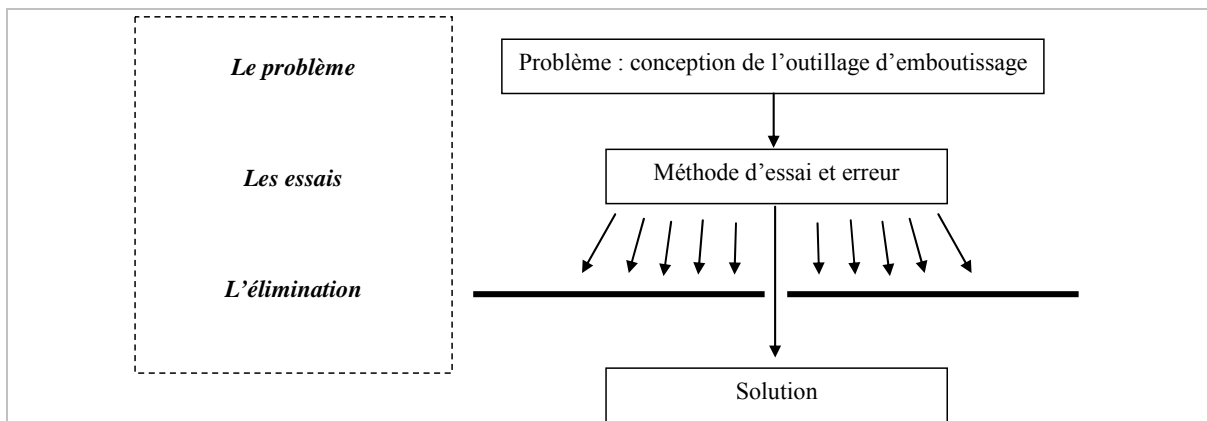 Le problème
Problème : conception de l'outillage d'emboutissage
Les essais
Méthode d'essai et erreur
L'élimination
Solution